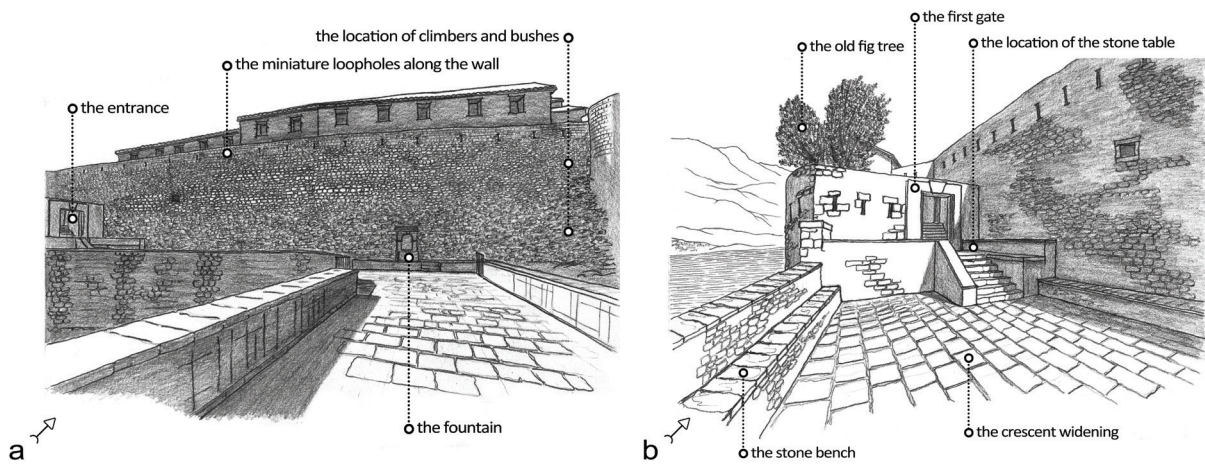 the location of climbers and bushes
the miniature loopholes along the wall
the entrance
the fountain
a
the first gate
the old fig tree
the location of the stone table
the crescent widening
the stone bench
b